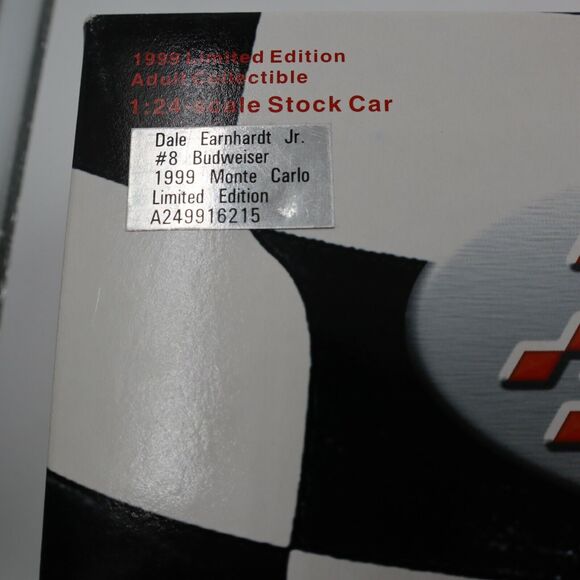 1999 Limited Edition
Adult Collectible
1:24-scale Stock Car
Dale Earnhardt Jr.
#8 Budweiser
1999 Monte Carlo
Limited Edition
A249916215